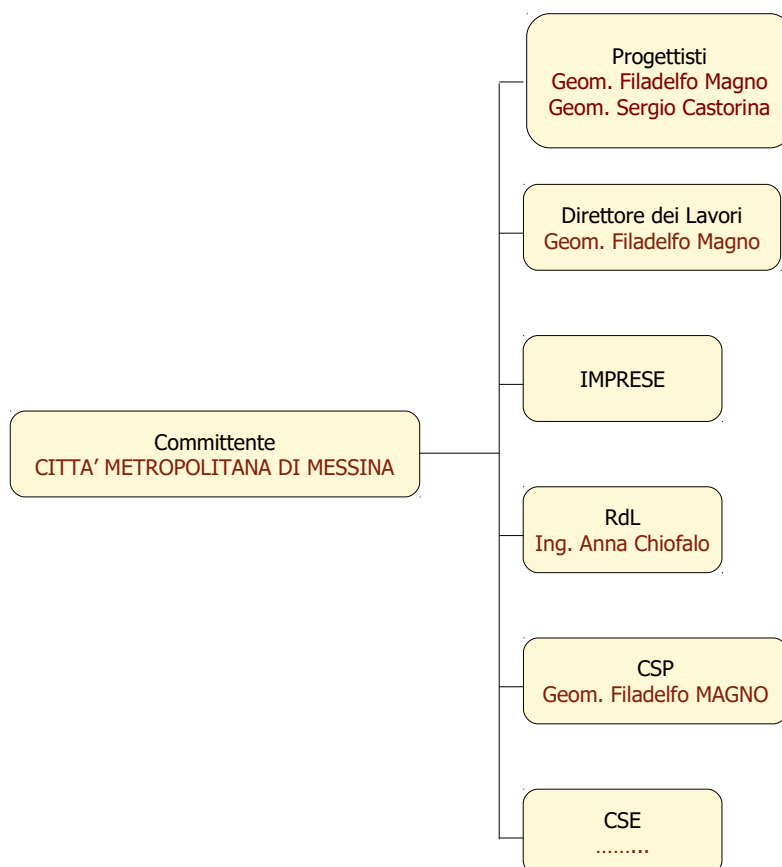 Progettisti
Geom. Filadelfo Magno
Geom. Sergio Castorina
Direttore dei Lavori
Geom. Filadelfo Magno
IMPRESE
Committente
CITTA’ METROPOLITANA DI MESSINA
RdL
Ing. Anna Chiofalo
CSP
Geom. Filadelfo MAGNO
CSE
.........